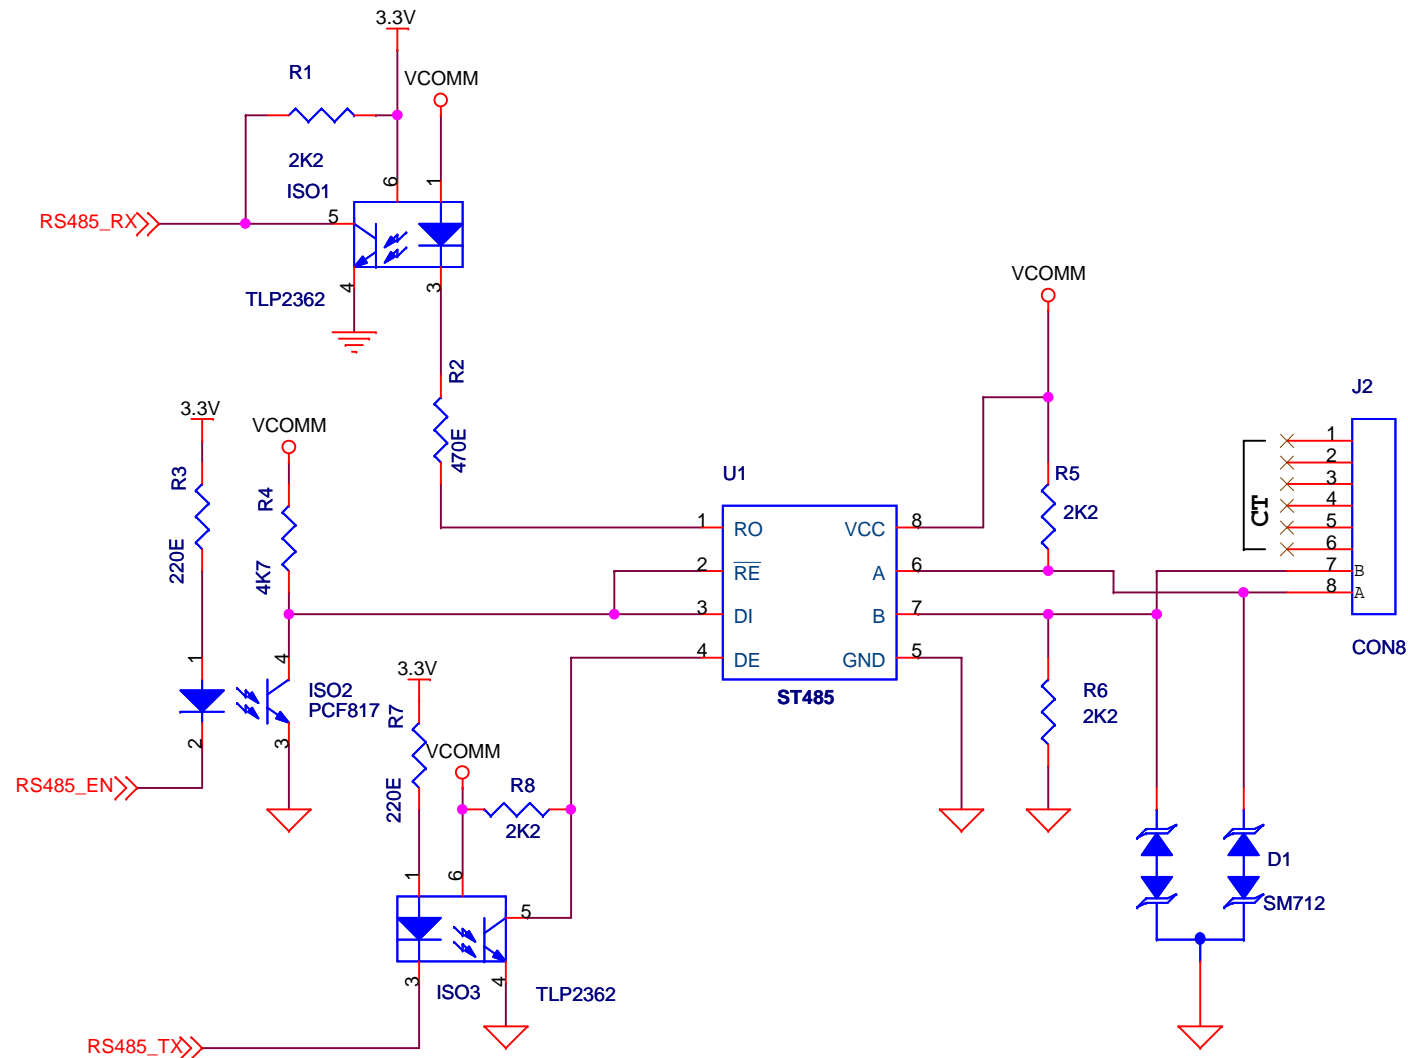 3.3V
R1
VCOMM
2K2
ISO1
6
1
RS485_RX
5
4
3
TLP2362
R2
470E
VCOMM
J2
3.3V
VCOMM
R3
R4
220E
4K7
U1
R5
2K2
CT
1
2
3
4
5
6
7
8
B
A
CON8
1
2
3
4
RO
RE
DI
DE
VCC
A
B
GND
8
6
7
5
ST485
1
4
ISO2
PCF817
2
3
RS485_EN
3.3V
R7
220E
VCOMM
R8
2K2
R6
2K2
D1
SM712
1
6
5
3
4
ISO3
TLP2362
RS485_TX